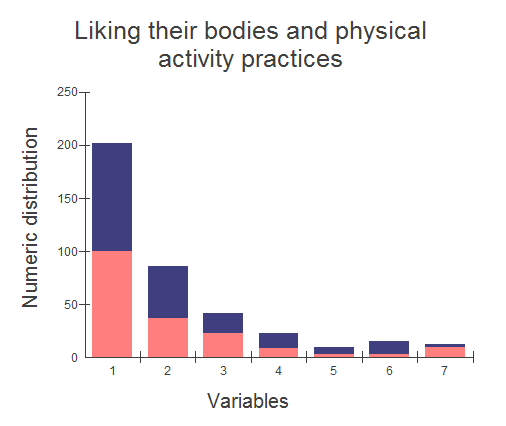 Liking their bodies and physical
activity practices
Numeric distribution
250
200
150
100
50
0
1 2 3 4 5 6 7
Variables